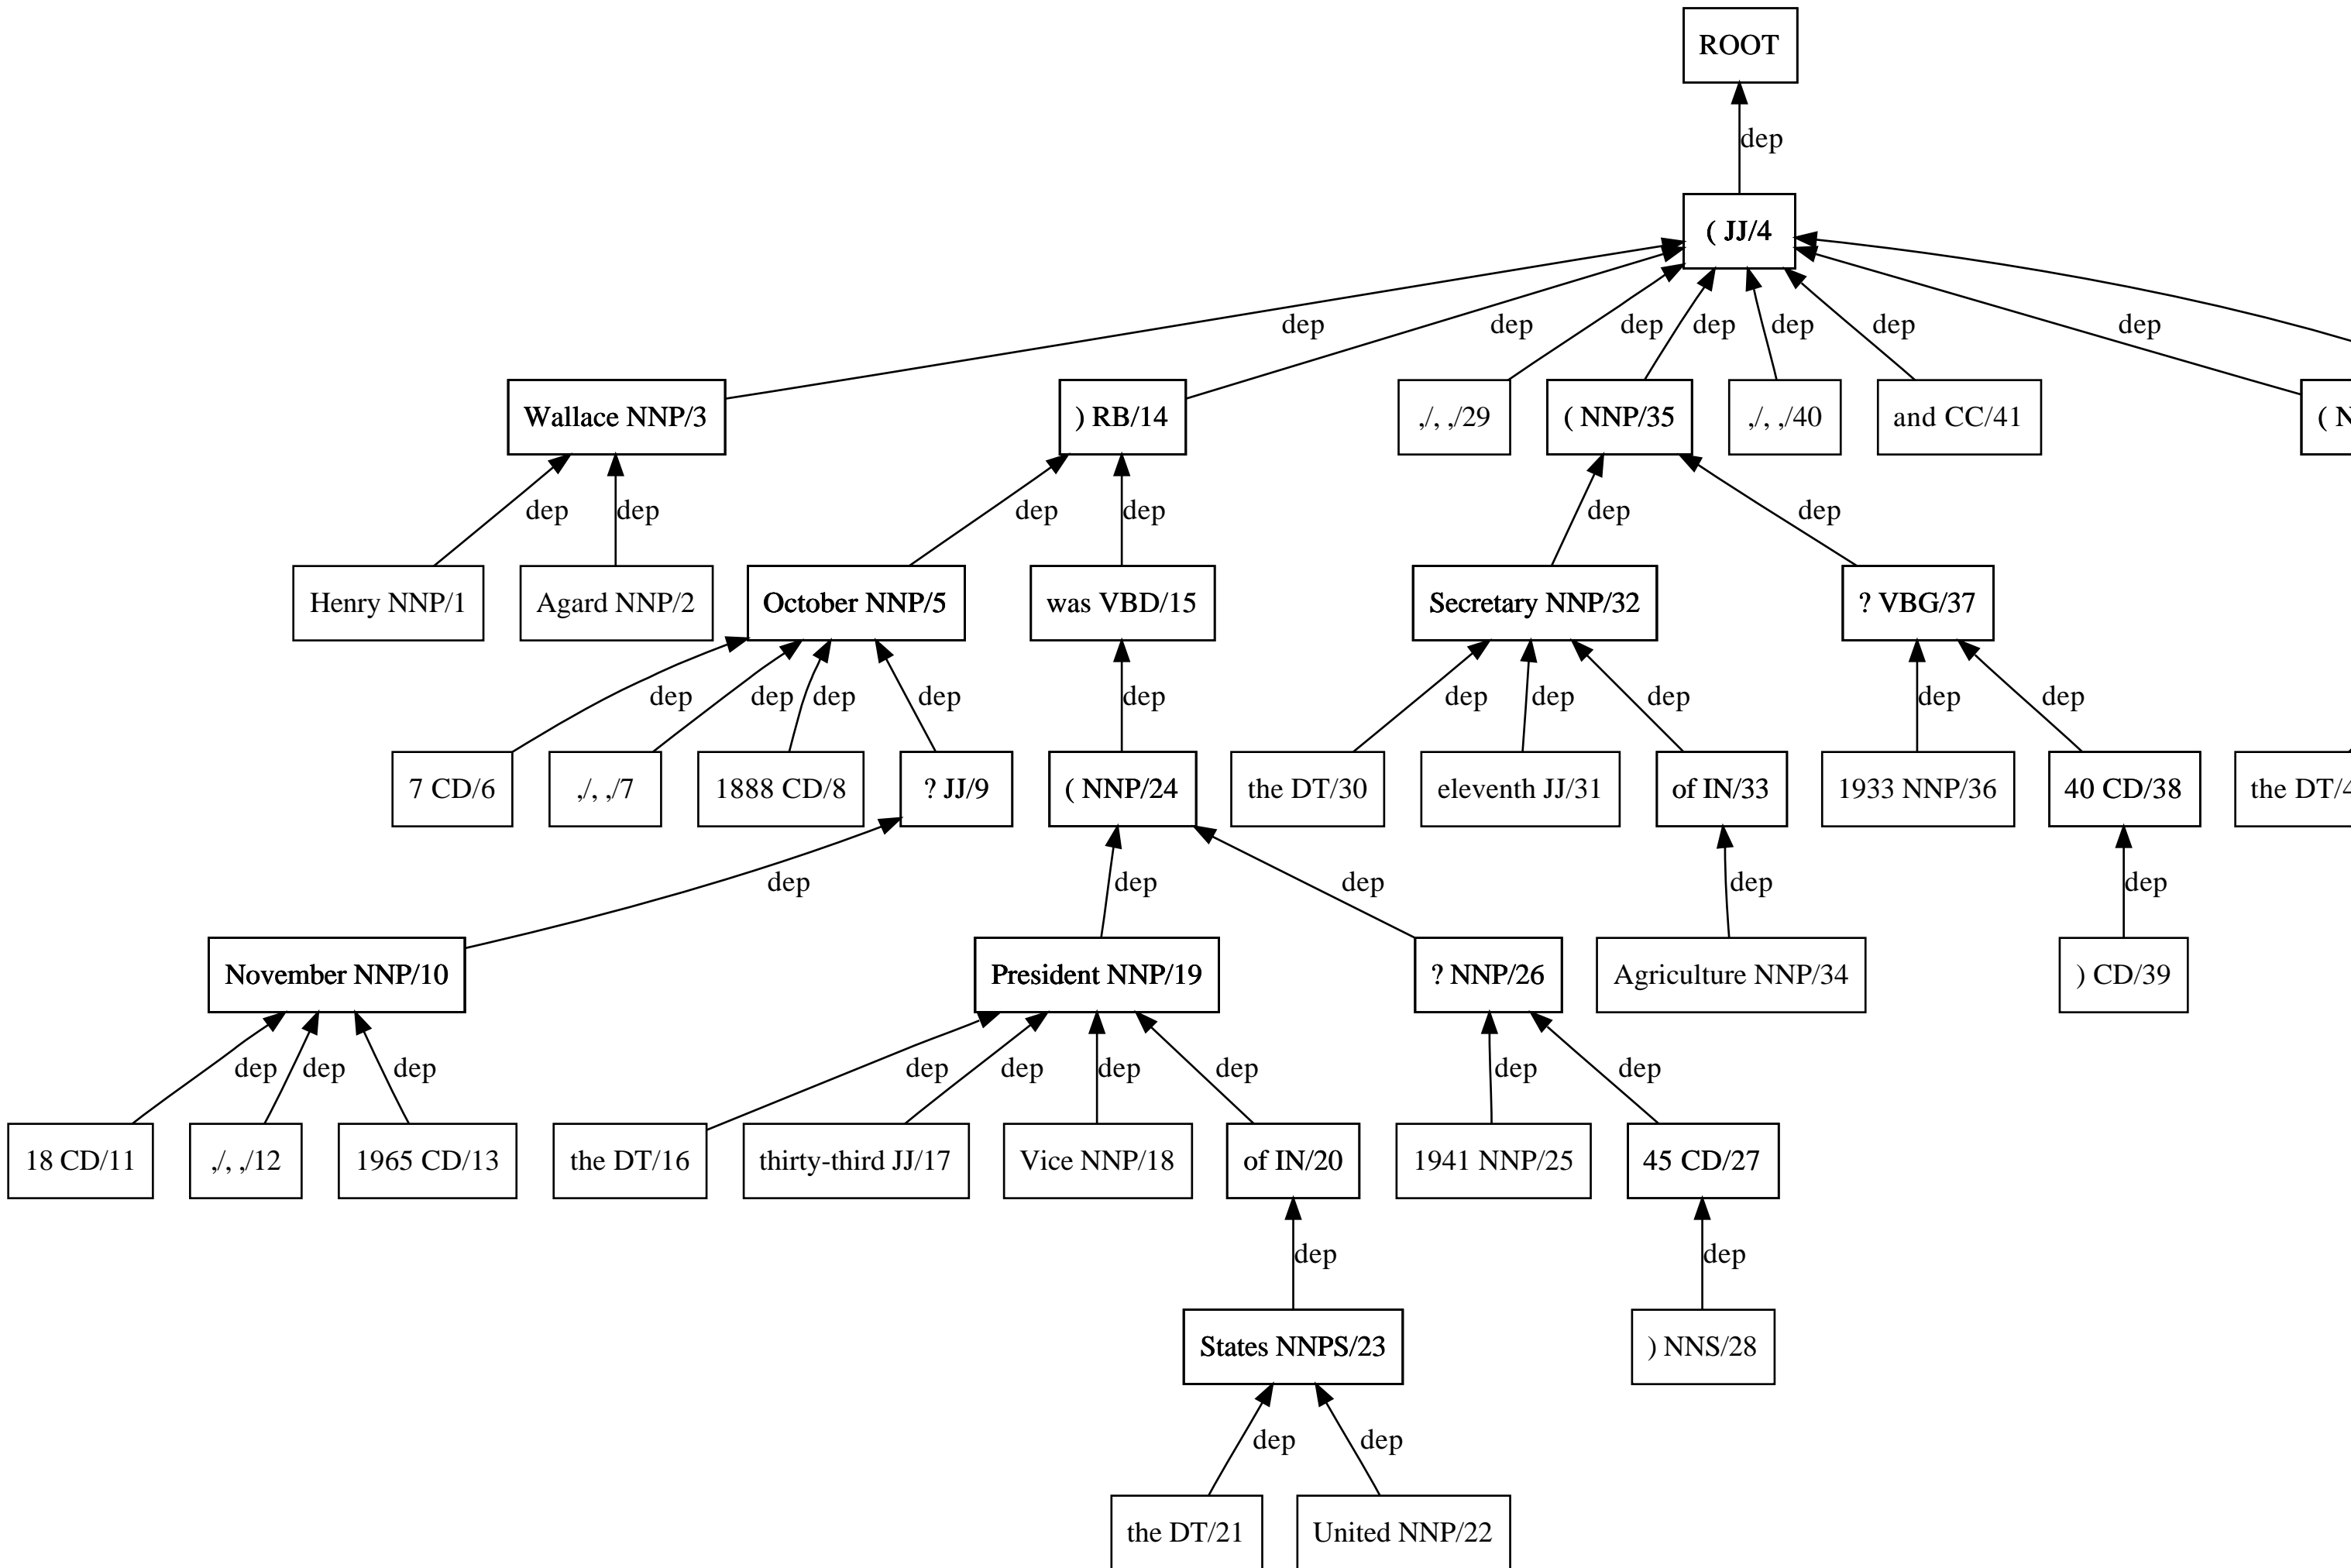 ROOT
dep
( JJ/4
dep dep dep dep dep dep dep
Wallace NNP/3 ) RB/14 ,/, ,/29 ( NNP/35 ,/, ,/40 and CC/41 ( N
dep dep dep dep dep dep
Henry NNP/1 Agard NNP/2 October NNP/5 was VBD/15 Secretary NNP/32 ? VBG/37
dep dep dep dep dep dep dep dep dep dep
7 CD/6 ,/, ,/7 1888 CD/8 ? JJ/9 ( NNP/24 the DT/30 eleventh JJ/31 of IN/33 1933 NNP/36 40 CD/38 the DT/4
dep dep dep dep dep
November NNP/10 President NNP/19 ? NNP/26 Agriculture NNP/34 ) CD/39
dep dep dep dep dep dep dep dep dep
18 CD/11 ,/, ,/12 1965 CD/13 the DT/16 thirty-third JJ/17 Vice NNP/18 of IN/20 1941 NNP/25 45 CD/27
dep dep
States NNPS/23 ) NNS/28
dep dep
the DT/21 United NNP/22